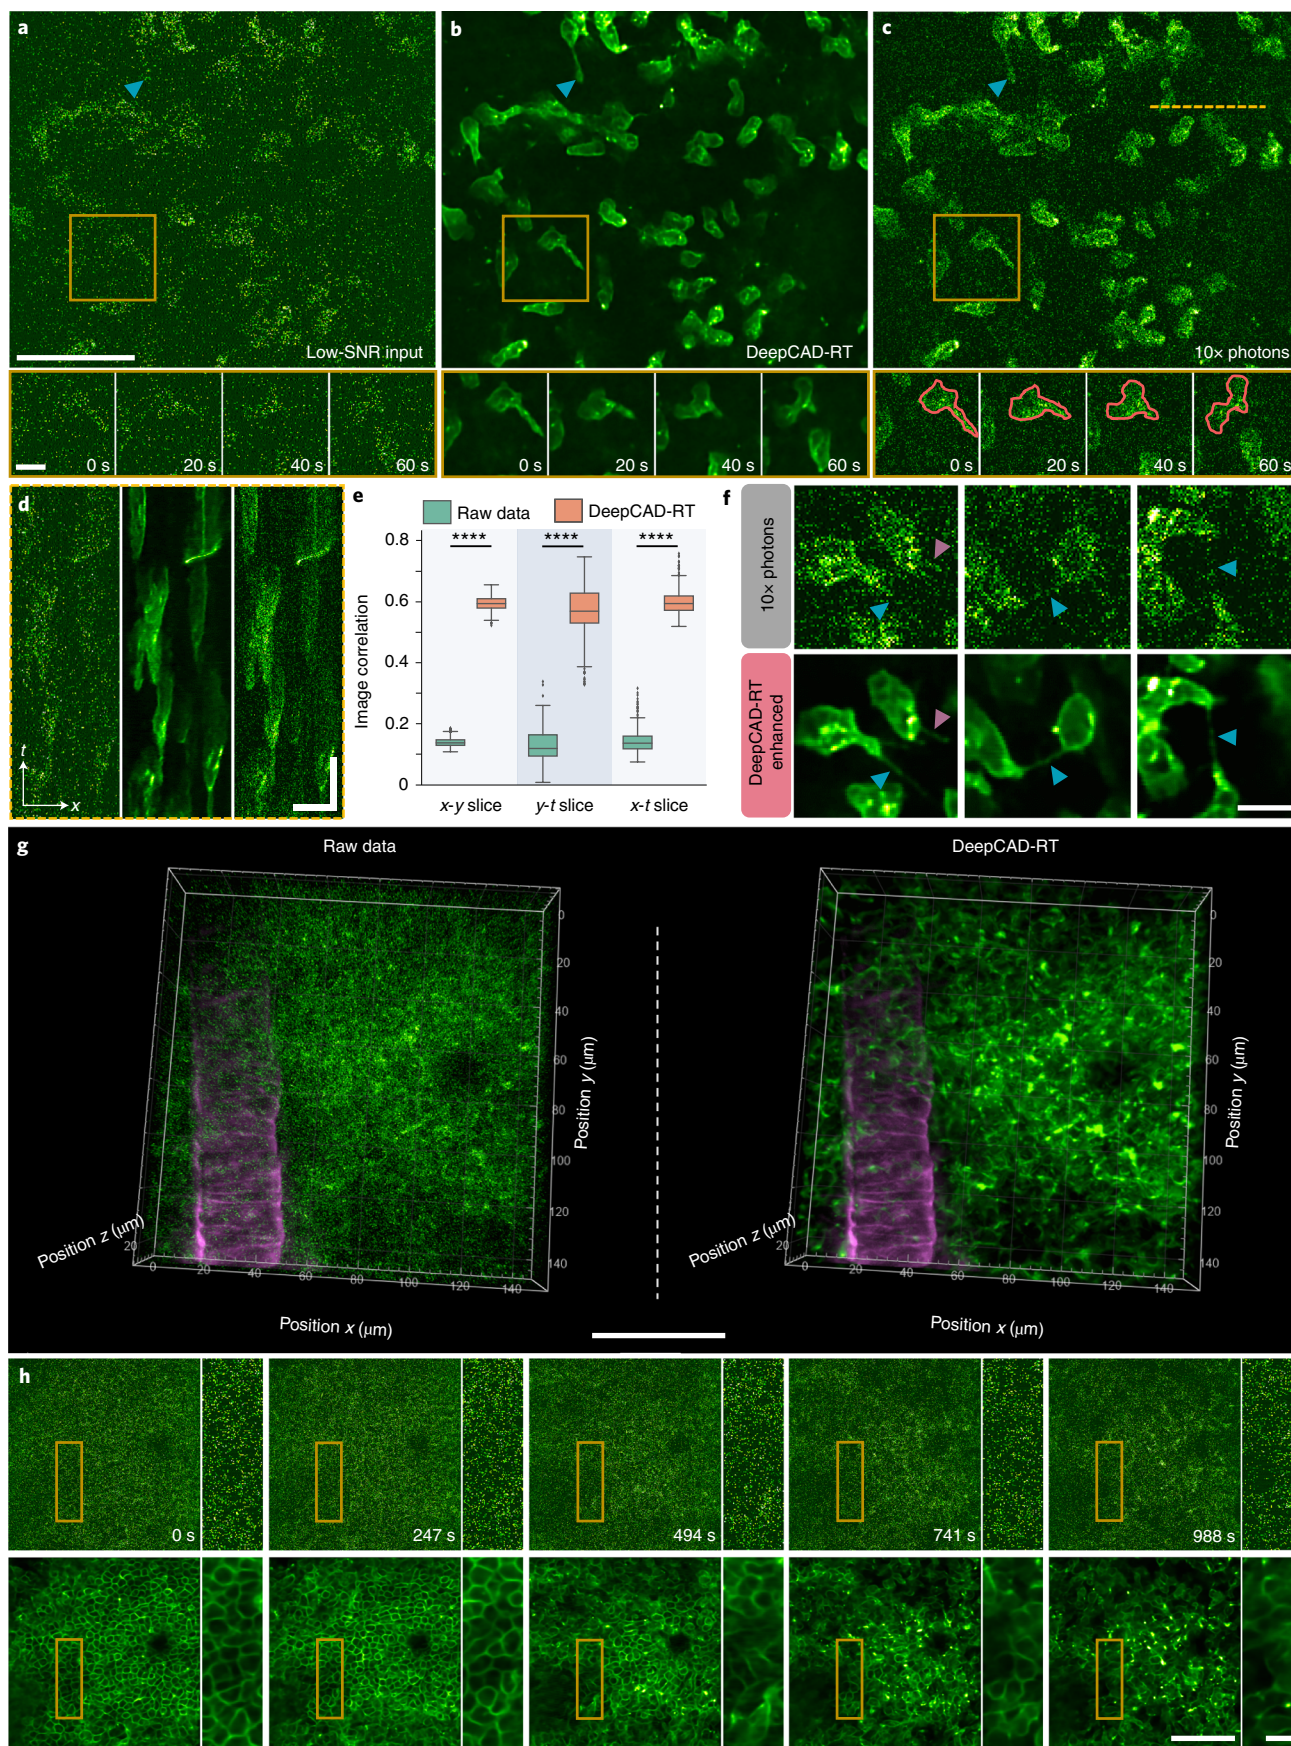 a
Low-SNR input
b
DeepCAD-RT
c
10× photons
0 s
20 s
40 s
60 s
0 s
20 s
40 s
60 s
0 s
20 s
40 s
60 s
d
t
x
e
Raw data
DeepCAD-RT
****
****
****
0.8
0.6
0.4
0.2
0
Image correlation
x-y slice
y-t slice
x-t slice
f
10× photons
DeepCAD-RT
enhanced
g
Raw data
DeepCAD-RT
0
20
40
60
80
100
120
140
Position y (μm)
Position z (μm)
20
0
20
40
60
80
100
120
140
Position x (μm)
0
20
40
60
80
100
120
140
Position y (μm)
Position z (μm)
20
0
20
40
60
80
100
120
140
Position x (μm)
h
0 s
247 s
494 s
741 s
988 s